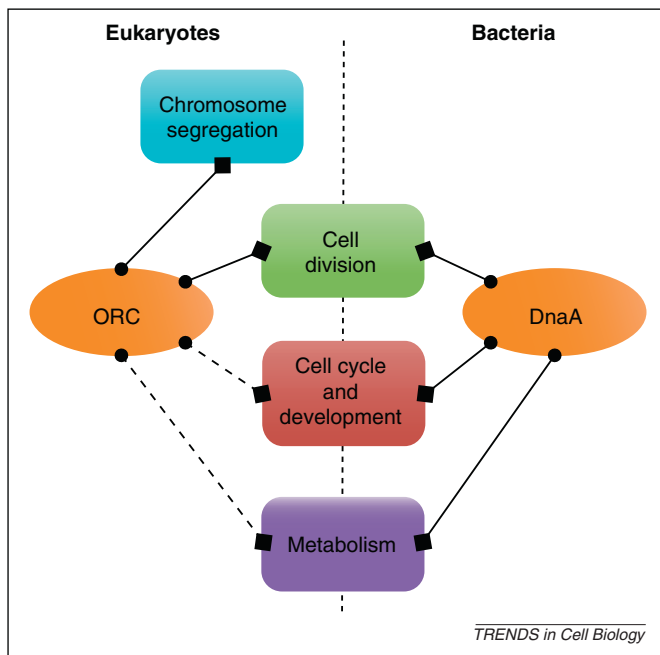 Eukaryotes
Bacteria
Chromosome
segregation
Cell
division
ORC
DnaA
Cell cycle
and
development
Metabolism
TRENDS in Cell Biology